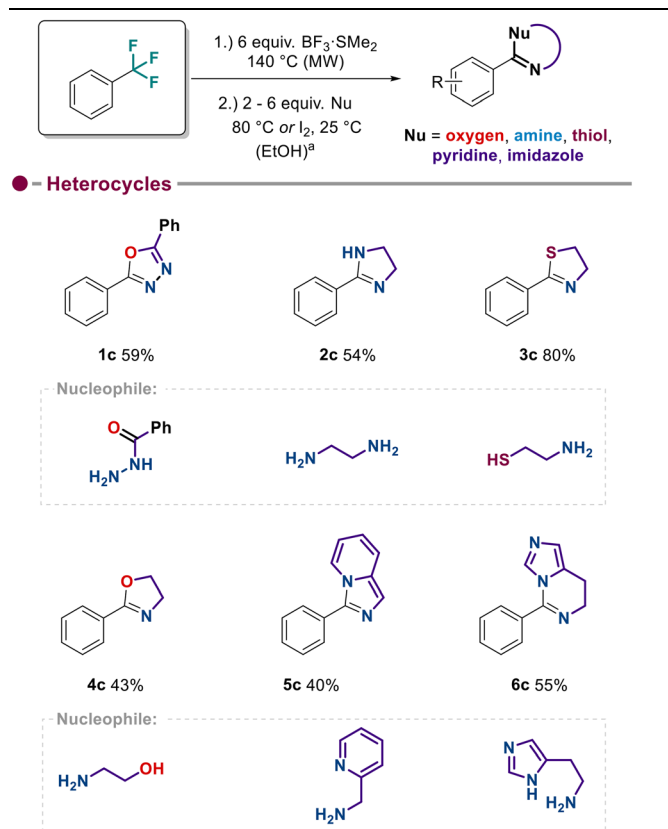 F
F
F
1.) 6 equiv. BF₃·SMe₂
140 °C (MW)
2.) 2 - 6 equiv. Nu
80 °C or I₂, 25 °C
(EtOH)ᵃ
Nu
N
R
Nu = oxygen, amine, thiol,
pyridine, imidazole
Heterocycles
Ph
O
N
N
HN
N
S
N
1c 59%
2c 54%
3c 80%
Nucleophile:
O
Ph
NH
H₂N
H₂N
NH₂
HS
NH₂
O
N
N
N
N
N
N
4c 43%
5c 40%
6c 55%
Nucleophile:
H₂N
OH
N
H₂N
N
N
H
H₂N